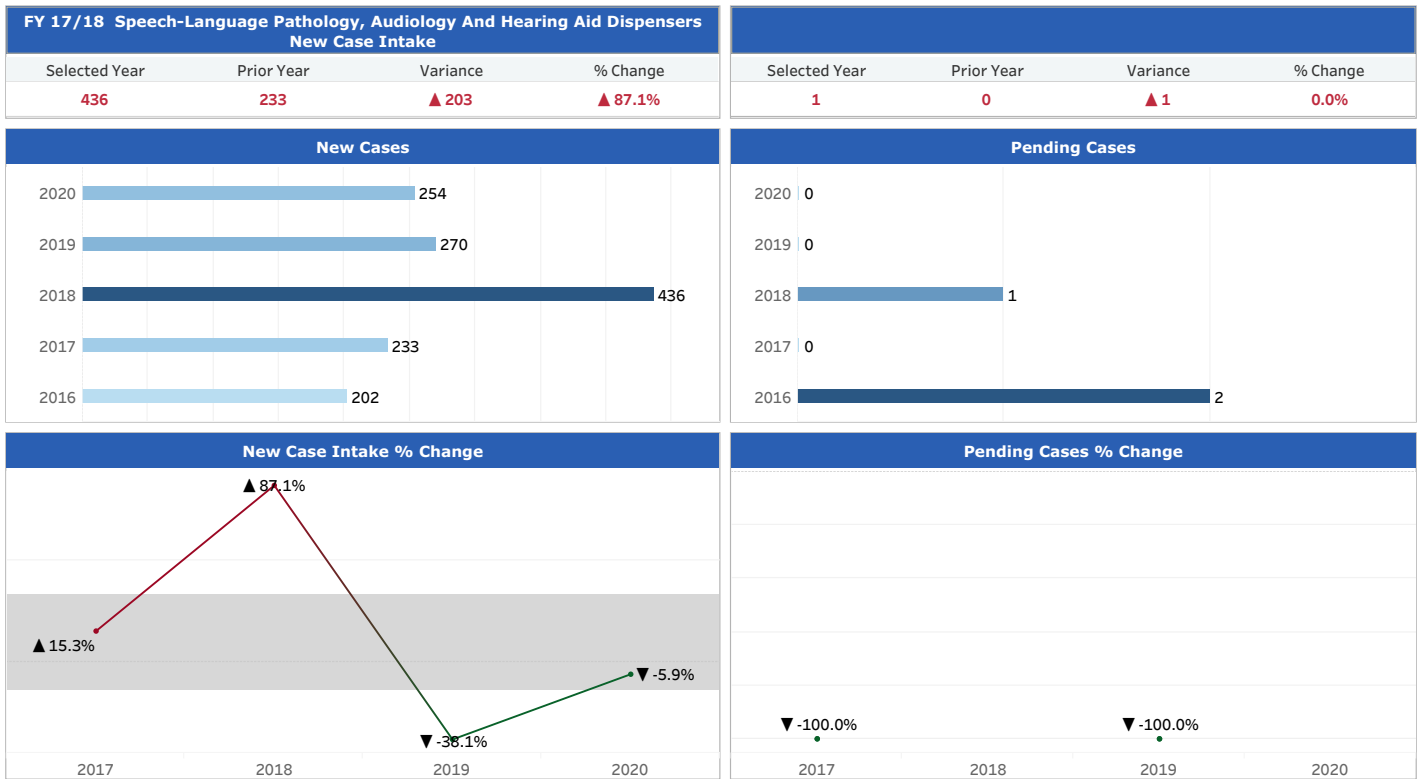 FY 17/18 Speech-Language Pathology, Audiology And Hearing Aid Dispensers
New Case Intake
Selected Year Prior Year Variance % Change
436 233 ▲ 203 ▲ 87.1%
Selected Year Prior Year Variance % Change
1 0 ▲ 1 0.0%
New Cases
2020 254
2019 270
2018 436
2017 233
2016 202
Pending Cases
2020 0
2019 0
2018 1
2017 0
2016 2
New Case Intake % Change
▲ 87.1%
▲ 15.3%
▼ -5.9%
▼ -38.1%
2017 2018 2019 2020
Pending Cases % Change
▼ -100.0% ▼ -100.0%
2017 2018 2019 2020